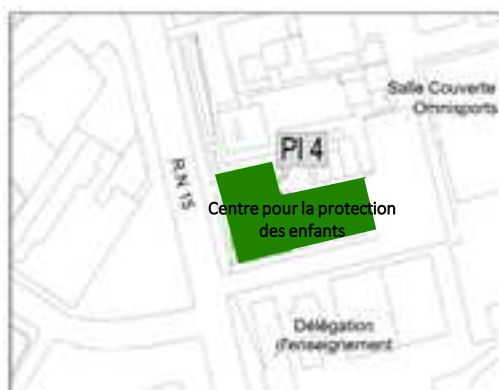 Salle Couverte
Omnisports
PI 4
R.N 15
Centre pour la protection
des enfants
Délégation
d'enseignement